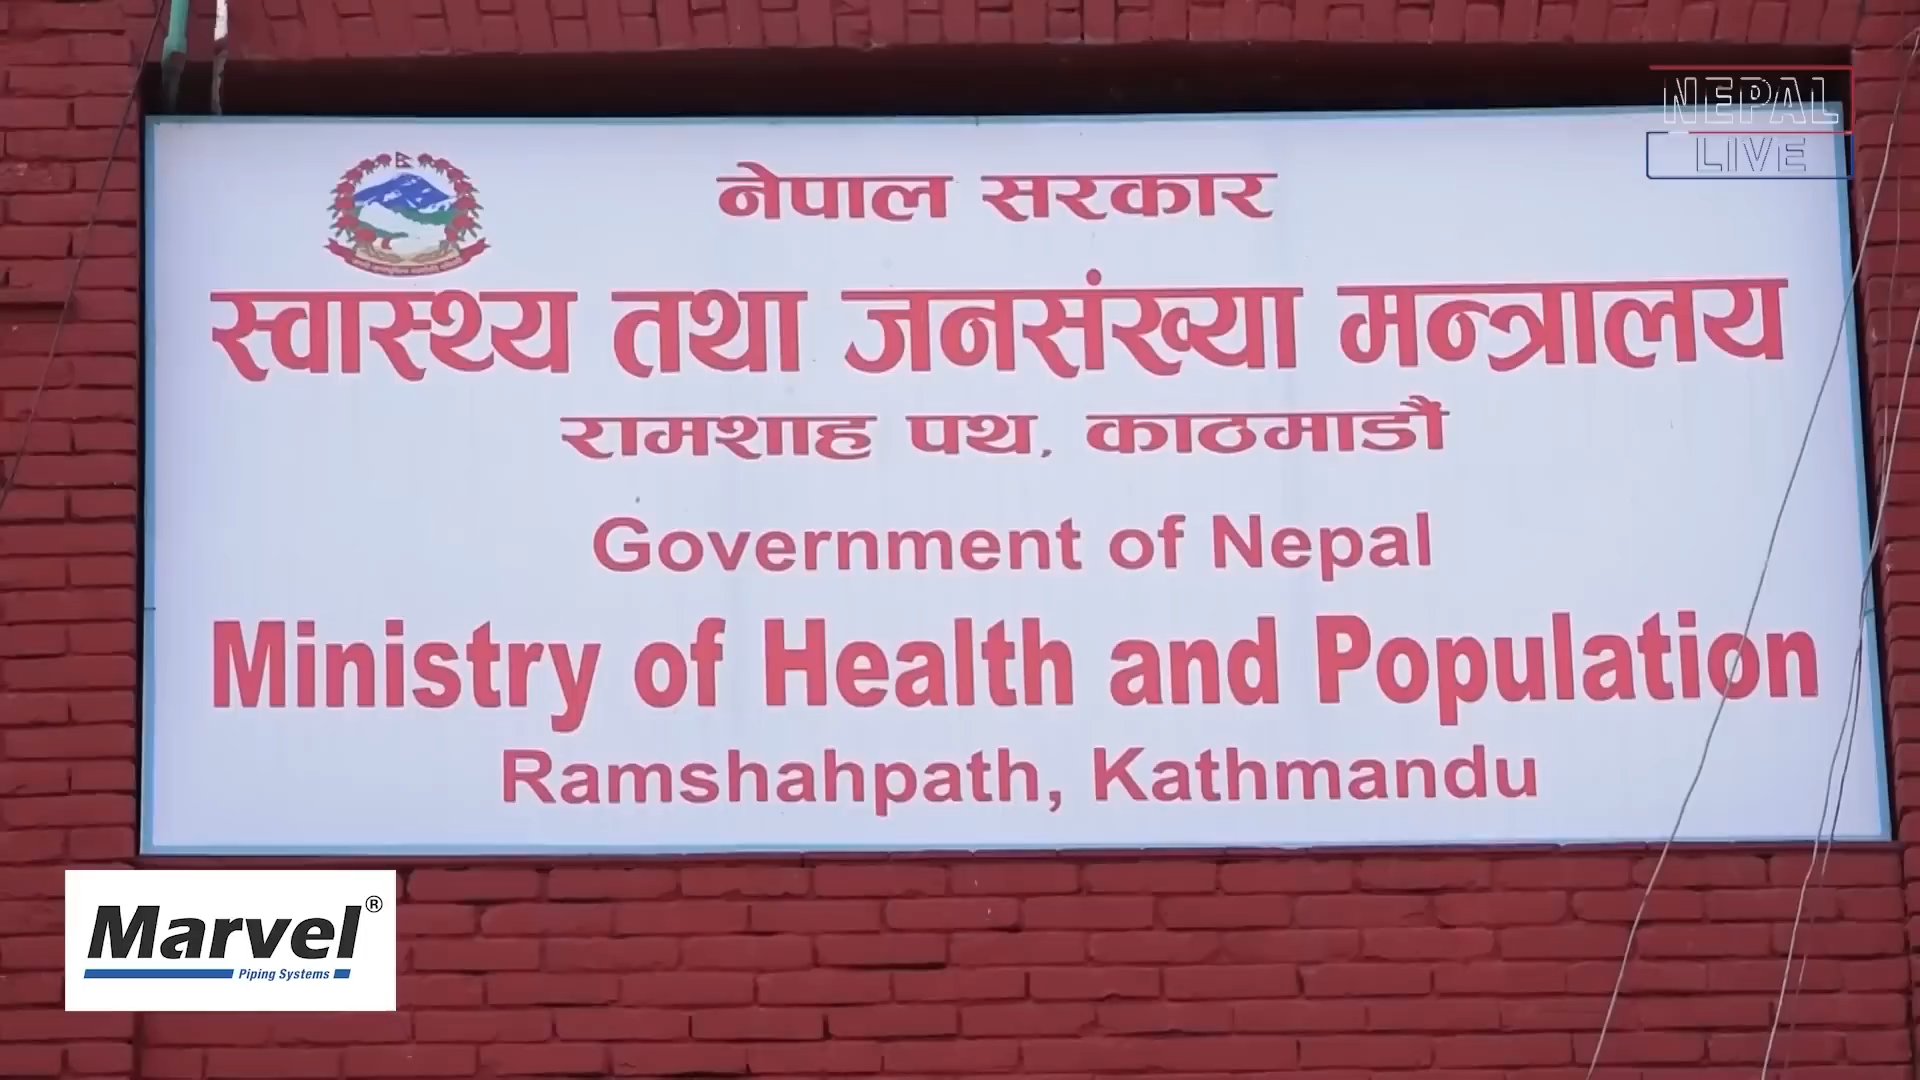 NEPAL
LIVE
नेपाल सरकार
स्वास्थ्य तथा जनसंख्या मन्त्रालय
रामशाह पथ, काठमाडौं
Government of Nepal
Ministry of Health and Population
Ramshahpath, Kathmandu
Marvel®
Piping Systems